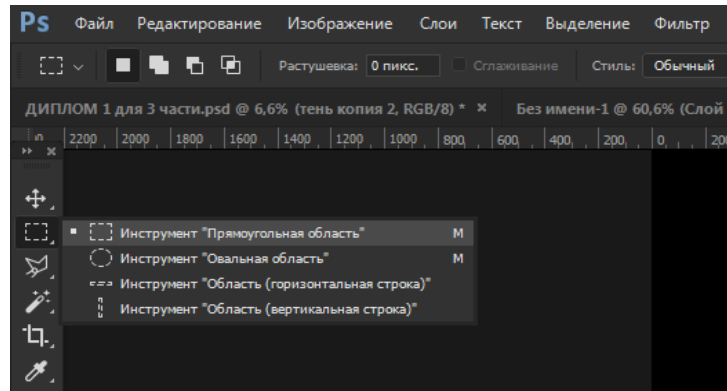 Ps Файл Редактирование Изображение Слои Текст Выделение Фильтр
Растушевка: 0 пикс. Сглаживание Стиль: Обычный
ДИПЛОМ 1 для 3 части.psd @ 6,6% (тень копия 2, RGB/8) * × Без имени-1 @ 60,6% (Слой
0 2200 2000 1800 1600 1400 1200 1000 800 600 400 200 0 200
Инструмент "Прямоугольная область" M
Инструмент "Овальная область" M
Инструмент "Область (горизонтальная строка)"
Инструмент "Область (вертикальная строка)"